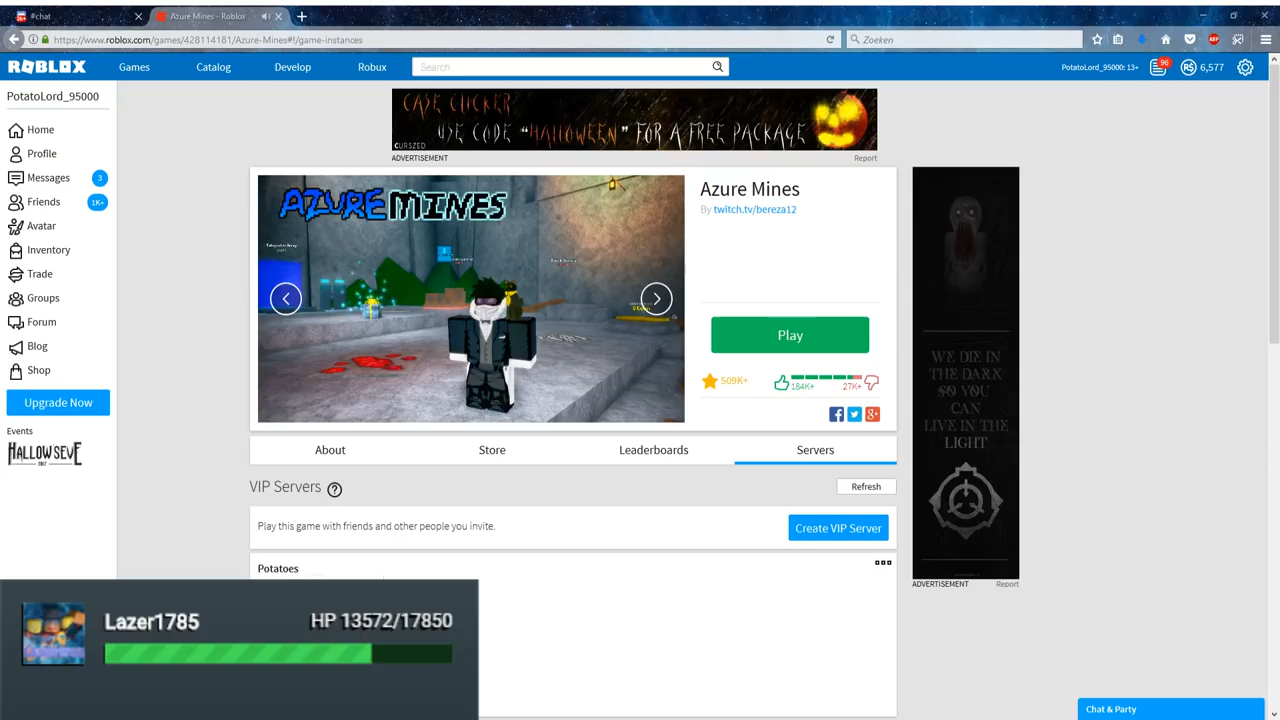 #chat
Azure Mines - Roblox
https://www.roblox.com/games/428114181/Azure-Mines#!/game-instances
Zoeken
ROBLOX
Games
Catalog
Develop
Robux
Search
PotatoLord_95000: 13+
96
R$ 6,577
PotatoLord_95000
Home
Profile
Messages 3
Friends 1K+
Avatar
Inventory
Trade
Groups
Forum
Blog
Shop
Upgrade Now
Events
HALLOW'S EVE
2017
CASE CLICKER
USE CODE "HALLOWEEN" FOR A FREE PACKAGE
CURSZED
ADVERTISEMENT
Report
AZURE MINES
Azure Mines
By twitch.tv/bereza12
Play
509K+
184K+
27K+
About
Store
Leaderboards
Servers
VIP Servers
Refresh
Play this game with friends and other people you invite.
Create VIP Server
Potatoes
WE DIE IN
THE DARK
SO YOU
CAN
LIVE IN THE
LIGHT
ADVERTISEMENT
Report
Lazer1785
HP 13572/17850
Chat & Party